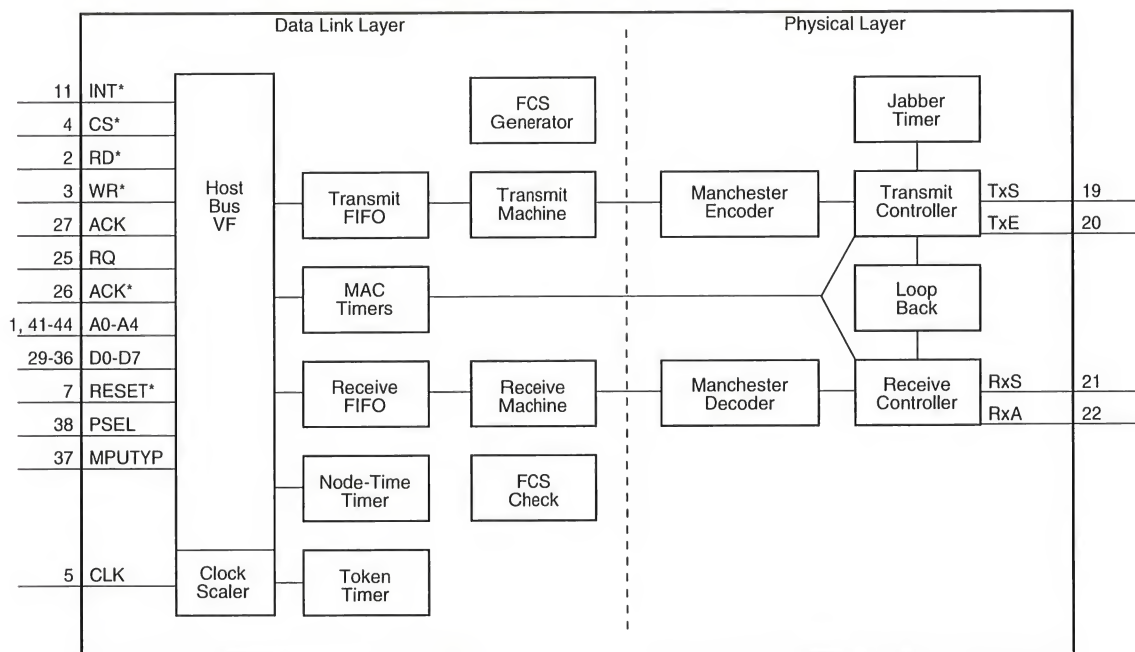 Data Link Layer
Physical Layer
11 INT*
4 CS*
2 RD*
3 WR*
27 ACK
25 RQ
26 ACK*
1, 41-44 A0-A4
29-36 D0-D7
7 RESET*
38 PSEL
37 MPUTYP
5 CLK
Host
Bus
VF
Clock
Scaler
FCS
Generator
Transmit
FIFO
Transmit
Machine
MAC
Timers
Receive
FIFO
Receive
Machine
Node-Time
Timer
FCS
Check
Token
Timer
Manchester
Encoder
Manchester
Decoder
Jabber
Timer
Transmit
Controller
Loop
Back
Receive
Controller
TxS 19
TxE 20
RxS 21
RxA 22